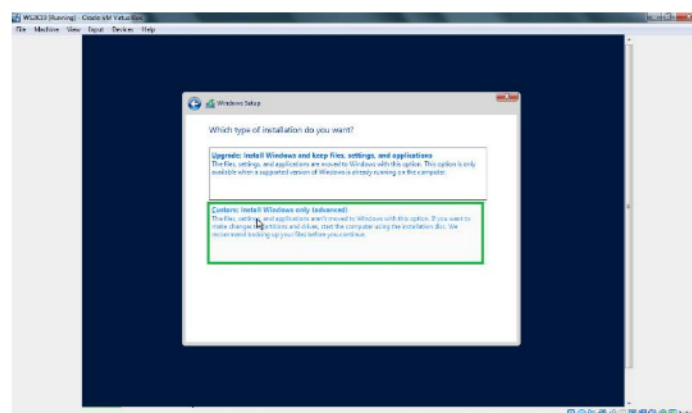 WS2K19 [Running] - Oracle VM VirtualBox
File Machine View Input Devices Help
Windows Setup
Which type of installation do you want?
Upgrade: Install Windows and keep files, settings, and applications
The files, settings, and applications are moved to Windows with this option. This option is only
available when a supported version of Windows is already running on the computer.
Custom: Install Windows only (advanced)
The files, settings, and applications aren't moved to Windows with this option. If you want to
make changes to partitions and drives, start the computer using the installation disc. We
recommend backing up your files before you continue.